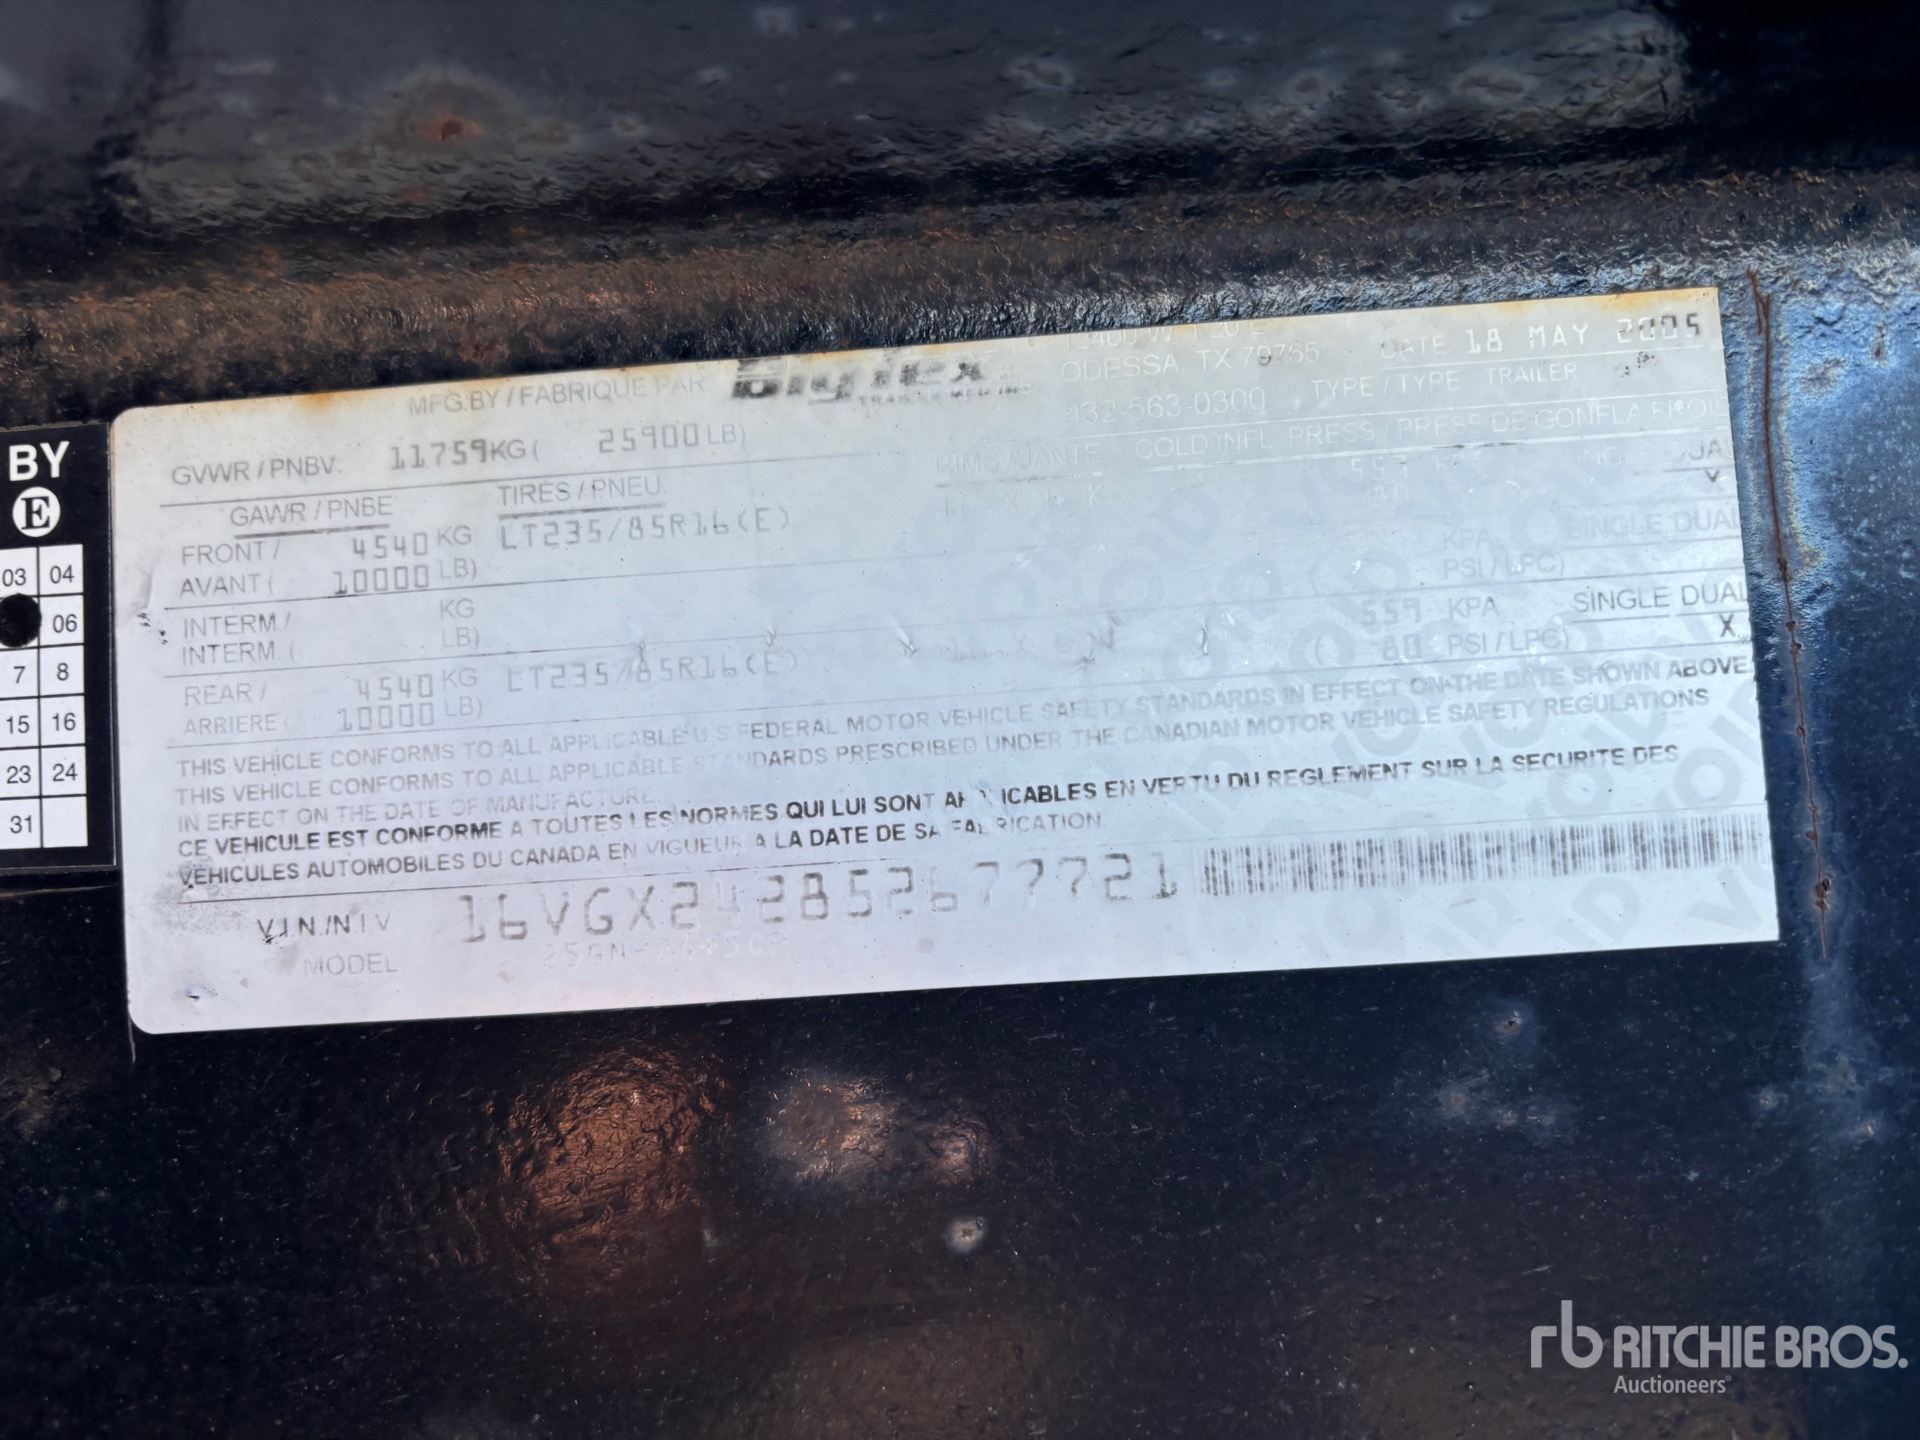 BY
E
03 04
06
7 8
15 16
23 24
31
MFG.BY / FABRIQUE PAR Big Tex
ODESSA TX 79765 DATE 18 MAY 2005
432-563-0300 TYPE / TYPE TRAILER
GVWR / PNBV: 11759KG ( 25900 LB)
GAWR / PNBE TIRES / PNEU COLD INFL PRESS / PRESS DE GONFLA FROID
FRONT / 4540 KG LT235/85R16(E)
AVANT ( 10000 LB) KPA SINGLE DUAL
INTERM./ KG PSI / LPC)
INTERM. ( LB) 559 KPA SINGLE DUAL
REAR / 4540 KG LT235/85R16(E) 80 PSI / LPC) X
ARRIERE ( 10000 LB)
THIS VEHICLE CONFORMS TO ALL APPLICABLE U.S FEDERAL MOTOR VEHICLE SAFETY STANDARDS IN EFFECT ON THE DATE SHOWN ABOVE
THIS VEHICLE CONFORMS TO ALL APPLICABLE STANDARDS PRESCRIBED UNDER THE CANADIAN MOTOR VEHICLE SAFETY REGULATIONS
IN EFFECT ON THE DATE OF MANUFACTURE
CE VEHICULE EST CONFORME A TOUTES LES NORMES QUI LUI SONT APPLICABLES EN VERTU DU REGLEMENT SUR LA SECURITE DES
VEHICULES AUTOMOBILES DU CANADA EN VIGUEUR A LA DATE DE SA FABRICATION
V.I.N./N.I.V 16VGX242852677721
MODEL
rb RITCHIE BROS.
Auctioneers